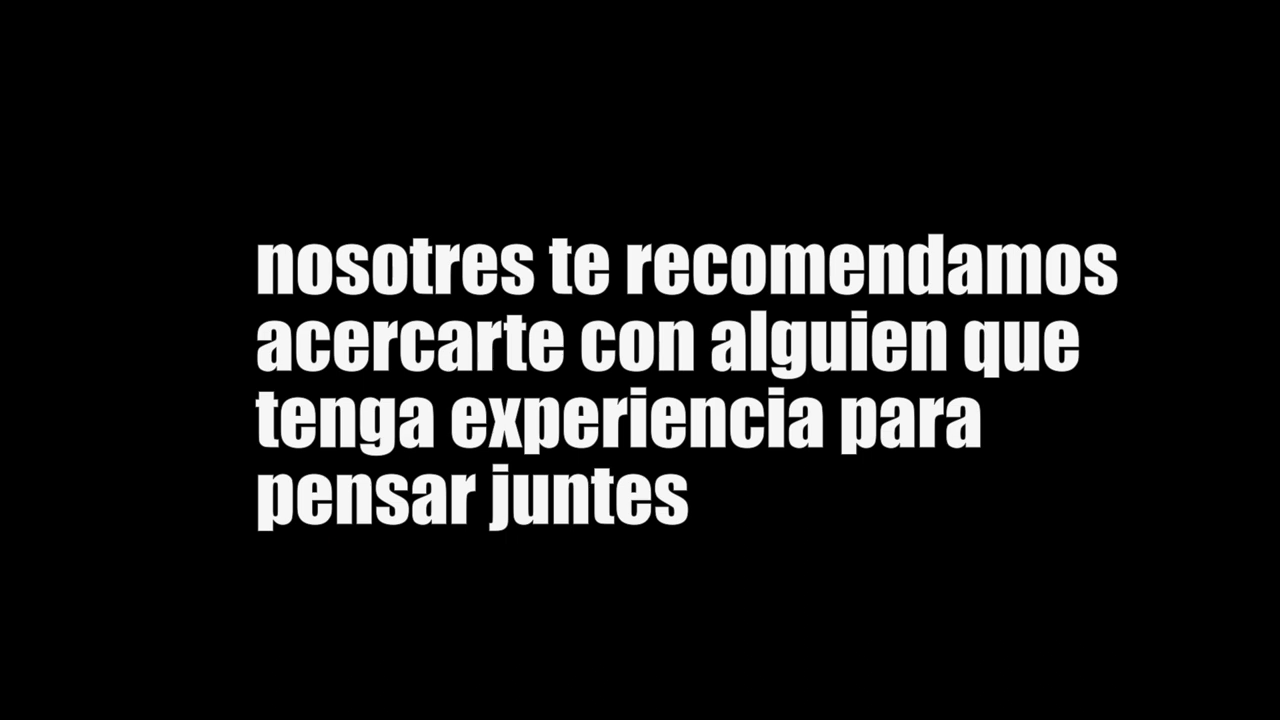 nosotres te recomendamos
acercarte con alguien que
tenga experiencia para
pensar juntes